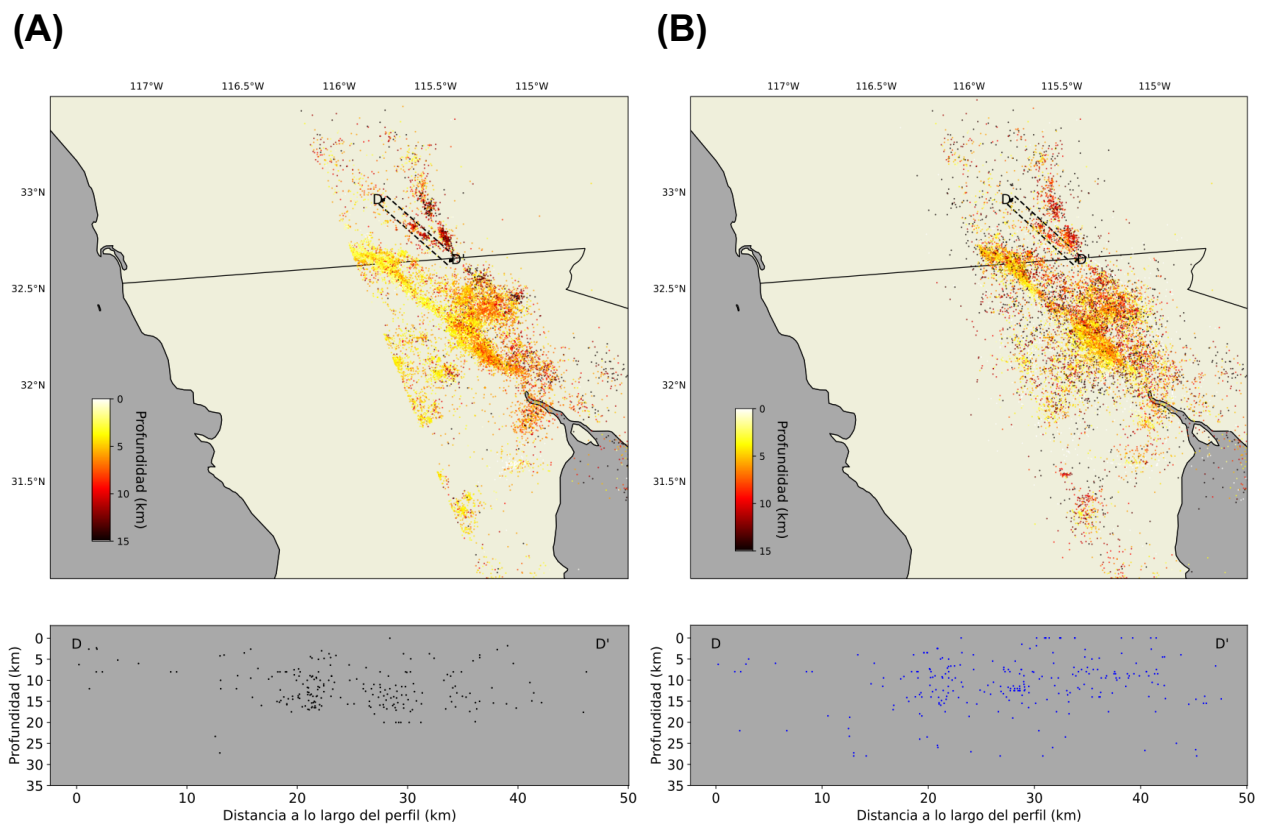 (A)
(B)
117°W 116.5°W 116°W 115.5°W 115°W
117°W 116.5°W 116°W 115.5°W 115°W
33°N
32.5°N
32°N
31.5°N
D
D'
0
5
10
15
Profundidad (km)
33°N
32.5°N
32°N
31.5°N
D
D'
0
5
10
15
Profundidad (km)
D
D'
0
5
10
15
20
25
30
35
Profundidad (km)
0 10 20 30 40 50
Distancia a lo largo del perfil (km)
D
D'
0
5
10
15
20
25
30
35
Profundidad (km)
0 10 20 30 40 50
Distancia a lo largo del perfil (km)